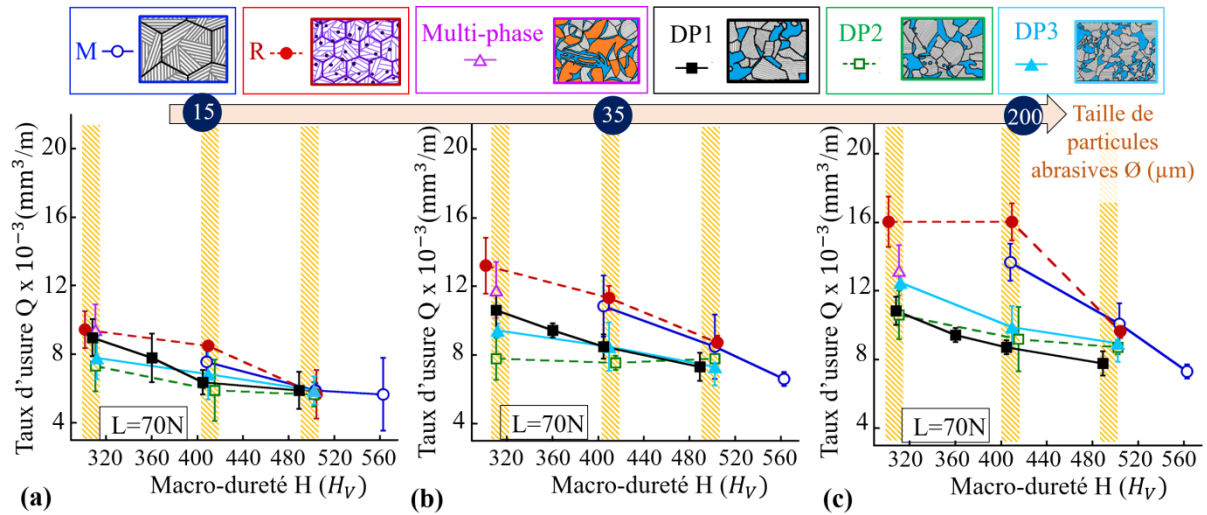 M
R
Multi-phase
DP1
DP2
DP3
15
35
200
Taille de
particules
abrasives Ø (µm)
Taux d'usure Q x 10⁻³ (mm³/m)
20
16
12
8
4
L=70N
320 360 400 440 480 520 560
Macro-dureté H (H_V)
(a)
Taux d'usure Q x 10⁻³ (mm³/m)
20
16
12
8
4
L=70N
320 360 400 440 480 520 560
Macro-dureté H (H_V)
(b)
Taux d'usure Q x 10⁻³ (mm³/m)
20
16
12
8
4
L=70N
320 360 400 440 480 520 560
Macro-dureté H (H_V)
(c)